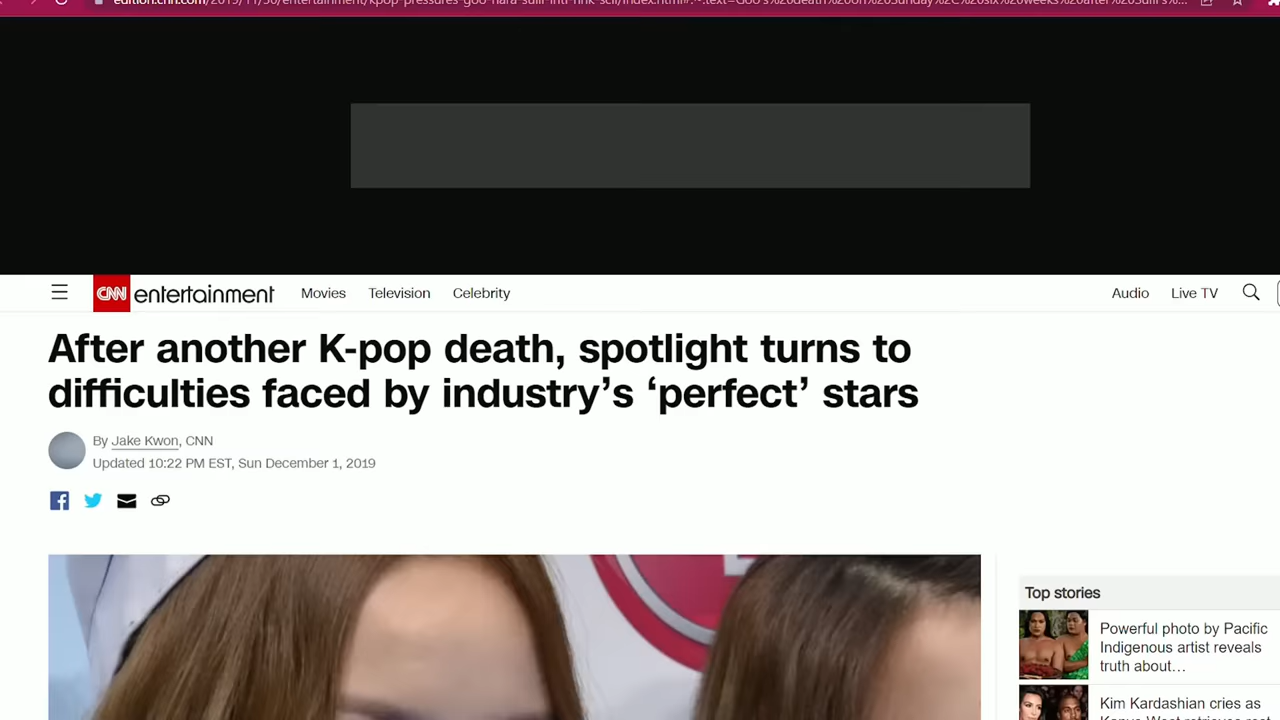 CNN entertainment Movies Television Celebrity Audio Live TV
After another K-pop death, spotlight turns to
difficulties faced by industry's ‘perfect’ stars
By Jake Kwon, CNN
Updated 10:22 PM EST, Sun December 1, 2019
Top stories
Powerful photo by Pacific
Indigenous artist reveals
truth about…
Kim Kardashian cries as